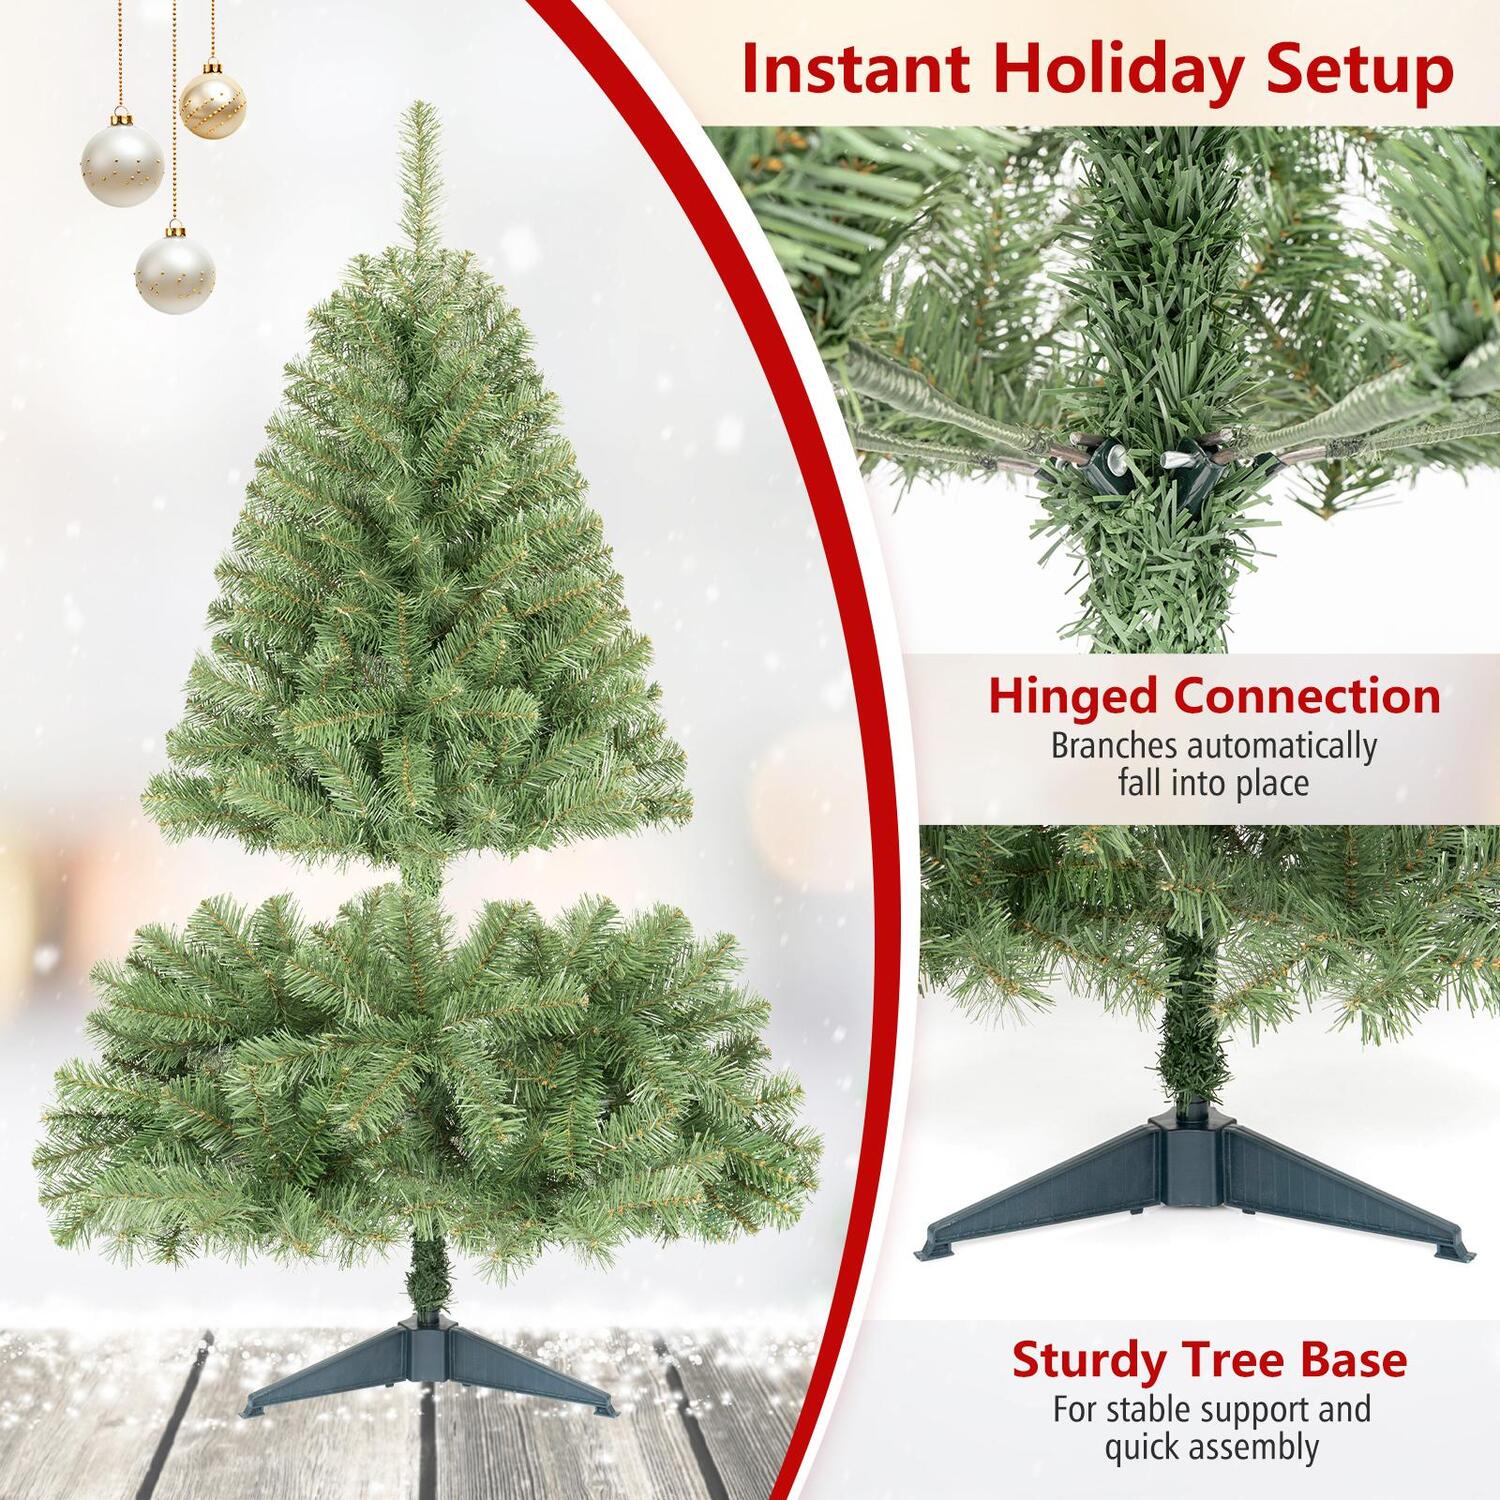 Instant Holiday Setup
Hinged Connection
Branches automatically
fall into place
Sturdy Tree Base
For stable support and
quick assembly